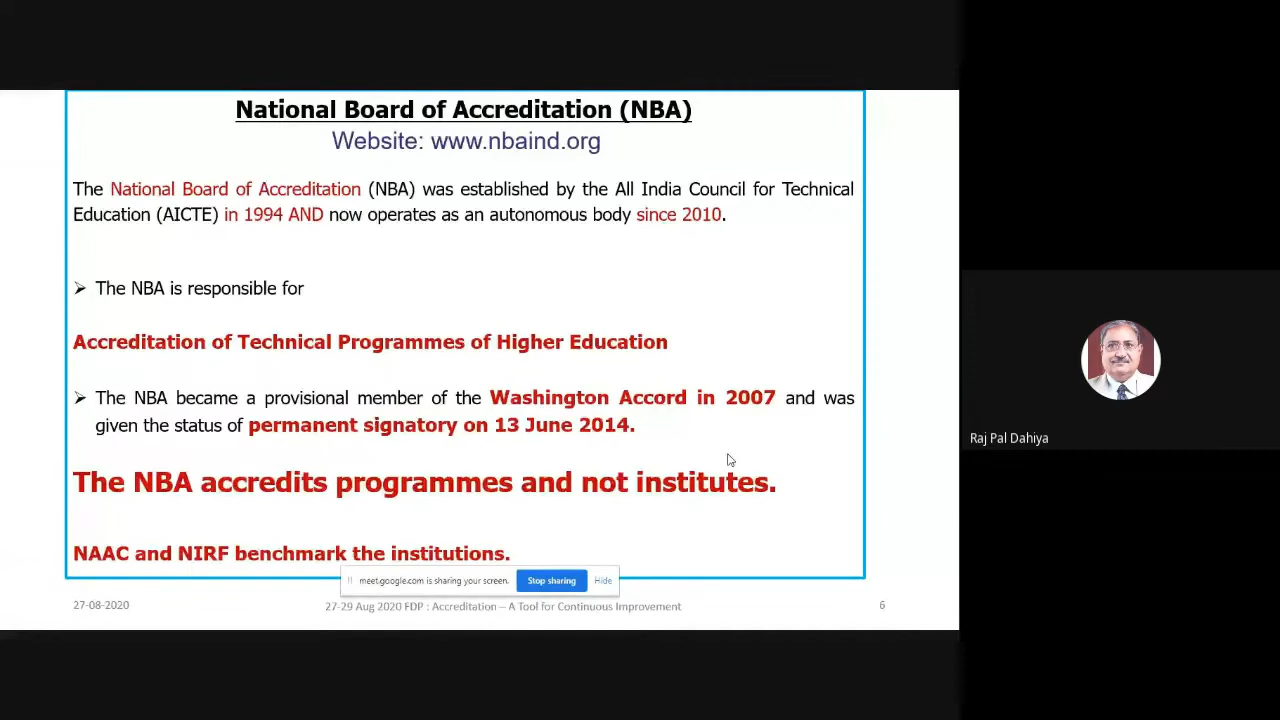 National Board of Accreditation (NBA)
Website: www.nbaind.org
The National Board of Accreditation (NBA) was established by the All India Council for Technical
Education (AICTE) in 1994 AND now operates as an autonomous body since 2010.
➢ The NBA is responsible for
Accreditation of Technical Programmes of Higher Education
➢ The NBA became a provisional member of the Washington Accord in 2007 and was
given the status of permanent signatory on 13 June 2014.
The NBA accredits programmes and not institutes.
NAAC and NIRF benchmark the institutions.
meet.google.com is sharing your screen. Stop sharing Hide
27-08-2020 27-29 Aug 2020 FDP : Accreditation – A Tool for Continuous Improvement 6
Raj Pal Dahiya